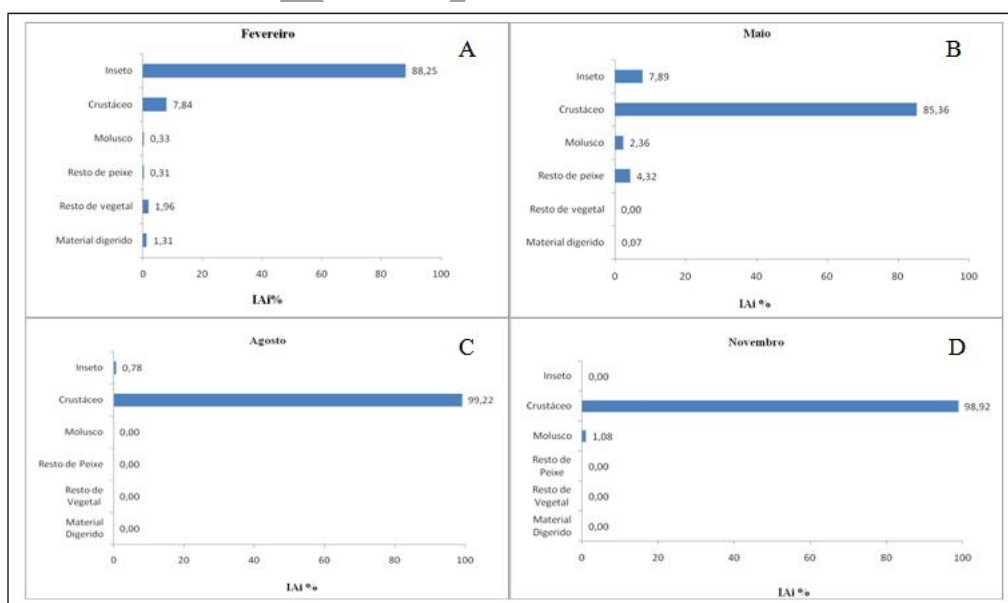 Fevereiro
A
Inseto
88,25
Crustáceo
7,84
Molusco
0,33
Resto de peixe
0,31
Resto de vegetal
1,96
Material digerido
1,31
0 20 40 60 80 100
IAi%
Maio
B
Inseto
7,89
Crustáceo
85,36
Molusco
2,36
Resto de peixe
4,32
Resto de vegetal
0,00
Material digerido
0,07
0 20 40 60 80 100
IAi %
Agosto
C
Inseto
0,78
Crustáceo
99,22
Molusco
0,00
Resto de Peixe
0,00
Resto de
Vegetal
0,00
Material
Digerido
0,00
0 20 40 60 80 100
IAi %
Novembro
D
Inseto
0,00
Crustáceo
98,92
Molusco
1,08
Resto de
Peixe
0,00
Resto de
Vegetal
0,00
Material
Digerido
0,00
0 20 40 60 80 100
IAi %